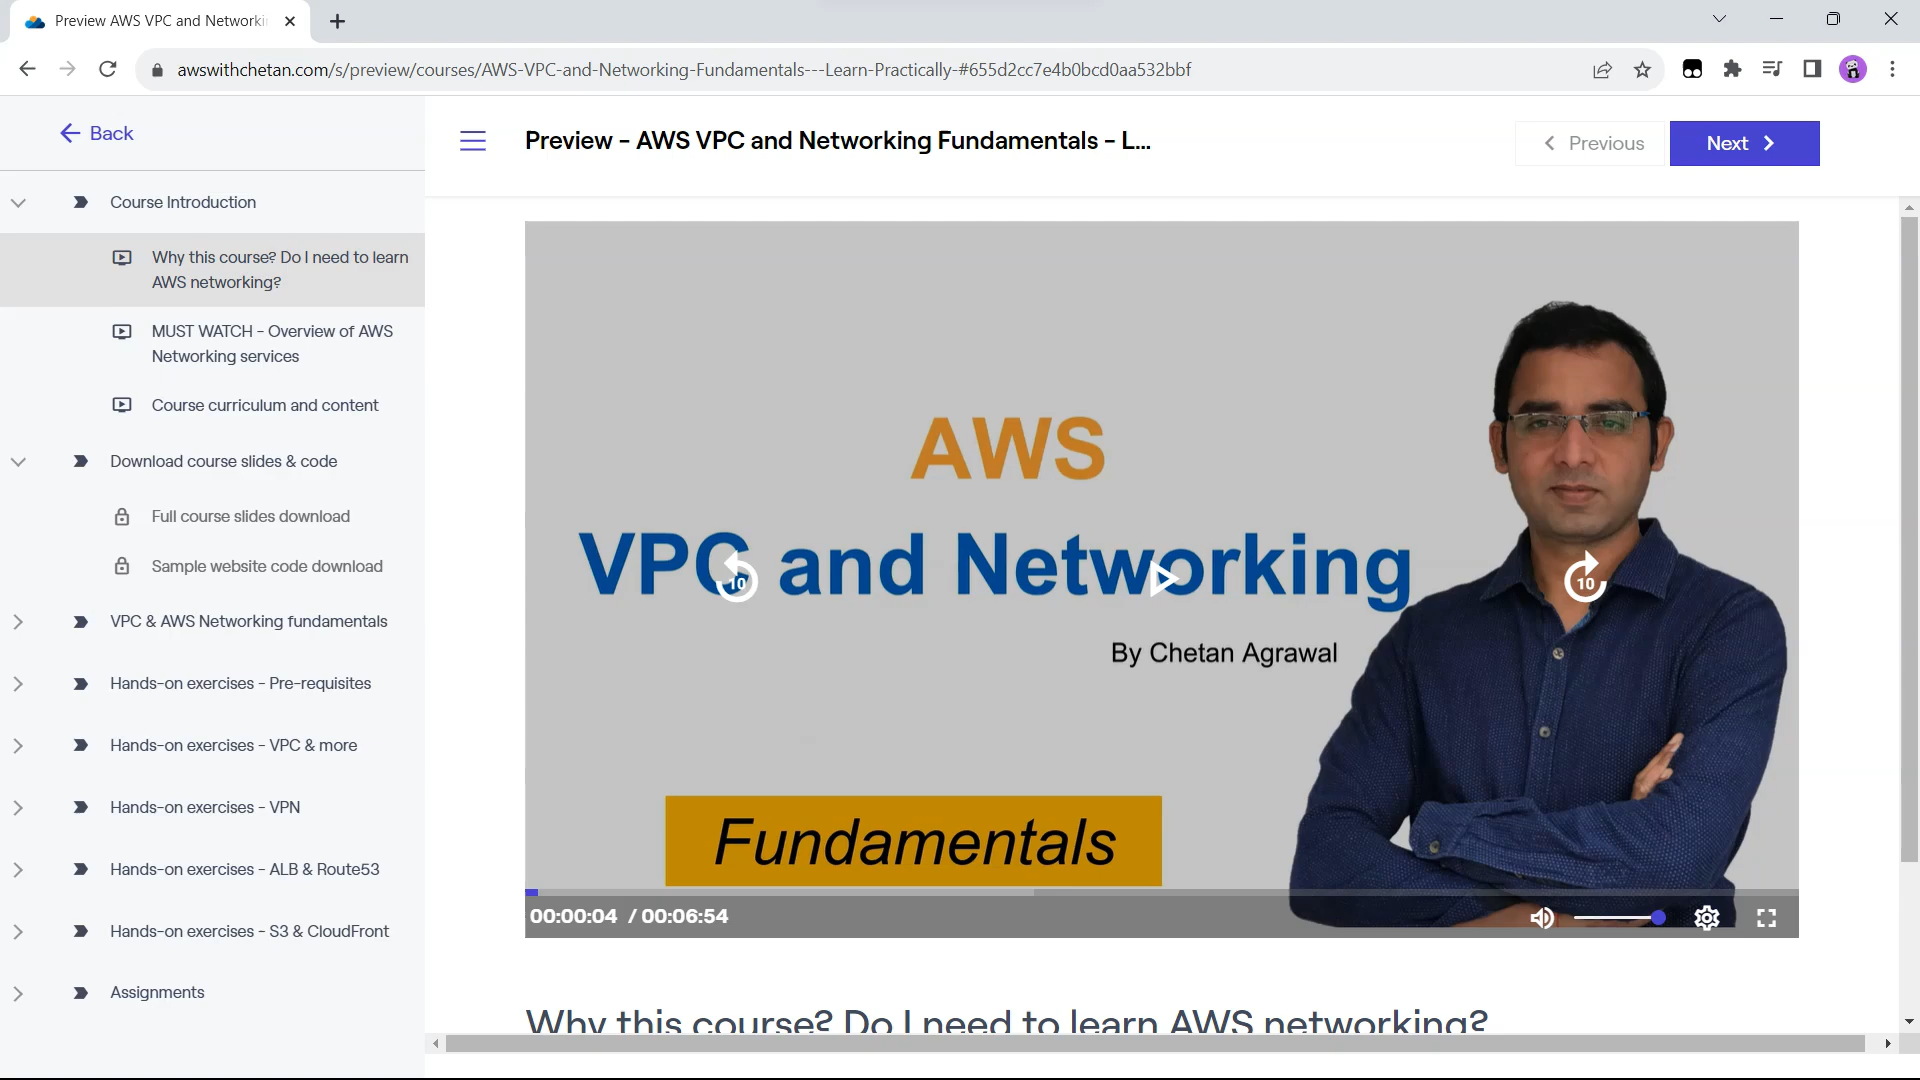 Preview AWS VPC and Networki
awswithchetan.com/s/preview/courses/AWS-VPC-and-Networking-Fundamentals---Learn-Practically-#655d2cc7e4b0bcd0aa532bbf
Back
Preview - AWS VPC and Networking Fundamentals - L...
Previous
Next
Course Introduction
Why this course? Do I need to learn
AWS networking?
MUST WATCH - Overview of AWS
Networking services
Course curriculum and content
Download course slides & code
Full course slides download
Sample website code download
VPC & AWS Networking fundamentals
Hands-on exercises - Pre-requisites
Hands-on exercises - VPC & more
Hands-on exercises - VPN
Hands-on exercises - ALB & Route53
Hands-on exercises - S3 & CloudFront
Assignments
AWS
VPC and Networking
10
10
By Chetan Agrawal
Fundamentals
00:00:04 / 00:06:54
Why this course? Do I need to learn AWS networking?